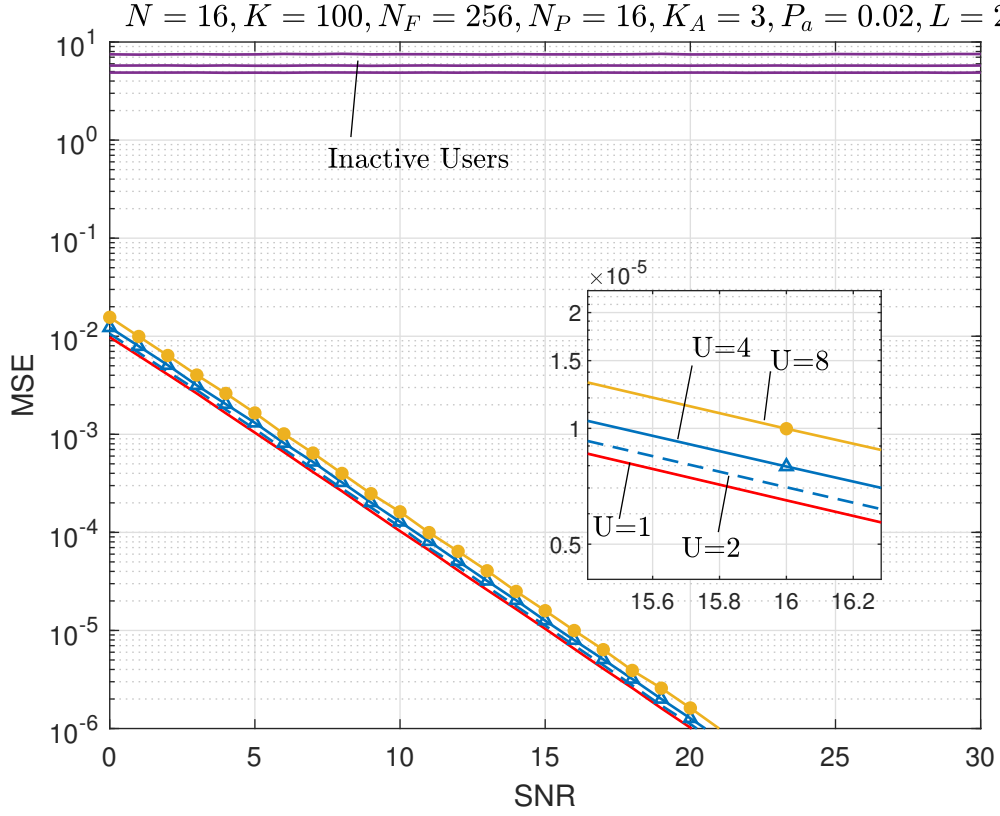 N = 16, K = 100, N_F = 256, N_P = 16, K_A = 3, P_a = 0.02, L = 2
10^1
10^0
10^-1
10^-2
10^-3
10^-4
10^-5
10^-6
MSE
Inactive Users
×10^-5
2
1.5
1
0.5
U=4
U=8
U=1
U=2
15.6 15.8 16 16.2
0 5 10 15 20 25 30
SNR